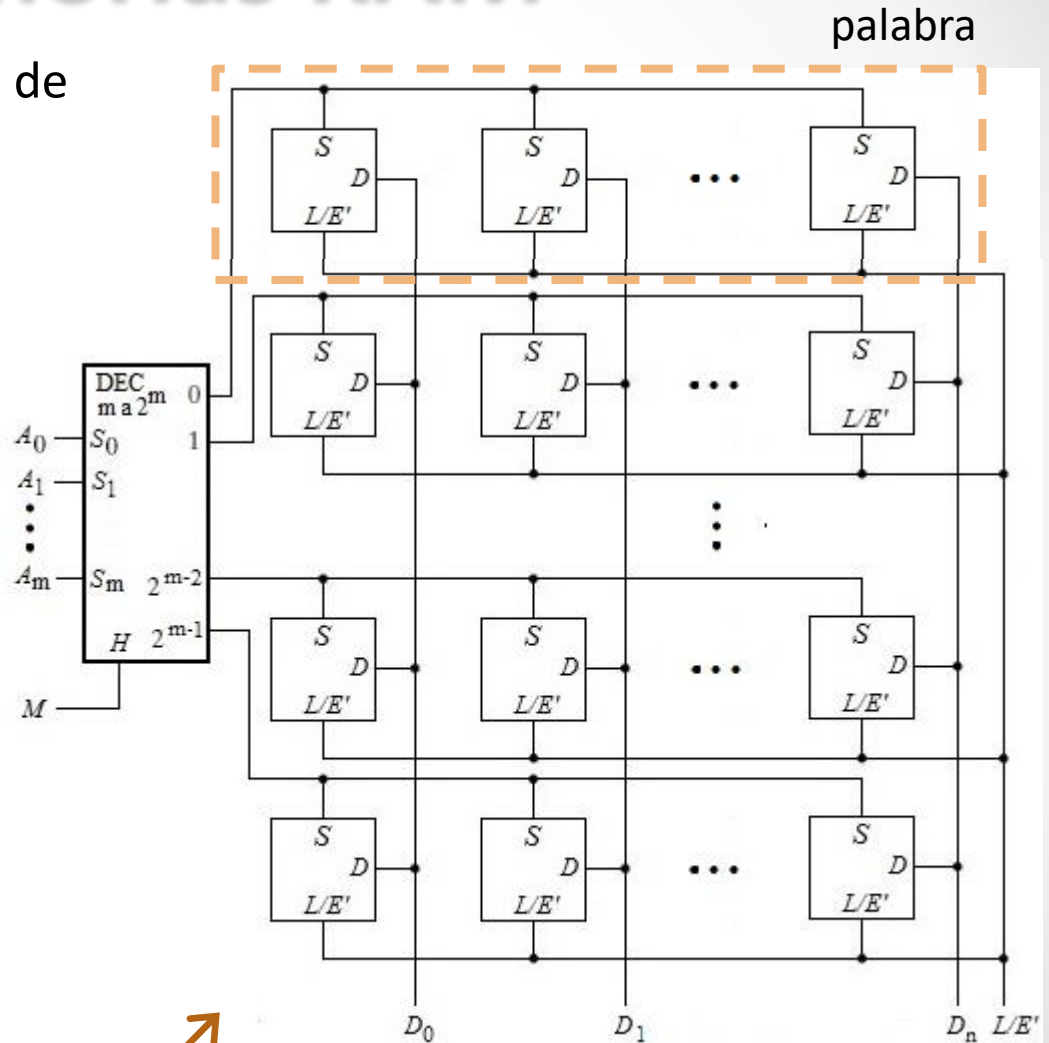 palabra
de
S S S
D D ••• D
L/E' L/E' L/E'
S S S
D D ••• D
L/E' L/E' L/E'
DEC
m a 2^m 0
A₀ S₀ 1
A₁ S₁
Aₘ Sₘ 2^m-2
H 2^m-1
M
S S S
D D ••• D
L/E' L/E' L/E'
S S S
D D ••• D
L/E' L/E' L/E'
D₀ D₁ Dₙ L/E'